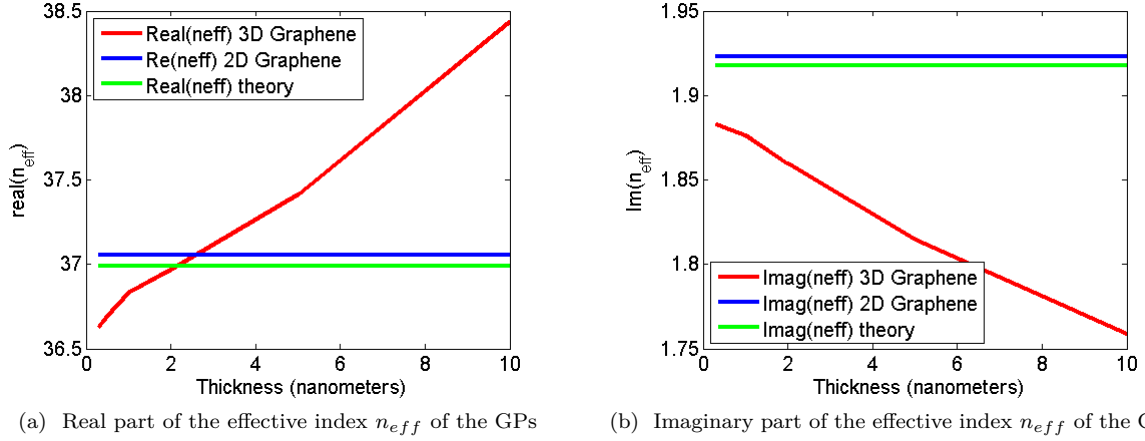 38.5
38
37.5
37
36.5
real(n_eff)
Real(neff) 3D Graphene
Re(neff) 2D Graphene
Real(neff) theory
0 2 4 6 8 10
Thickness (nanometers)
(a) Real part of the effective index n_eff of the GPs
1.95
1.9
1.85
1.8
1.75
Im(n_eff)
Imag(neff) 3D Graphene
Imag(neff) 2D Graphene
Imag(neff) theory
0 2 4 6 8 10
Thickness (nanometers)
(b) Imaginary part of the effective index n_eff of the